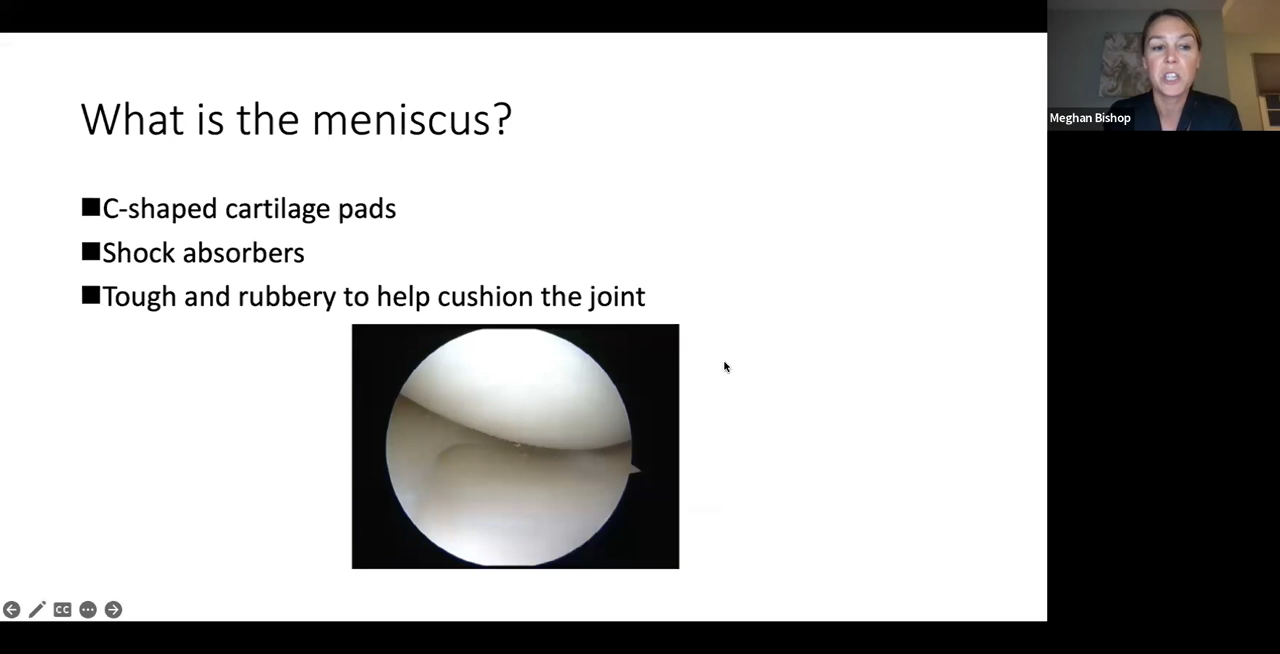 What is the meniscus?
■C-shaped cartilage pads
■Shock absorbers
■Tough and rubbery to help cushion the joint
Meghan Bishop
CC